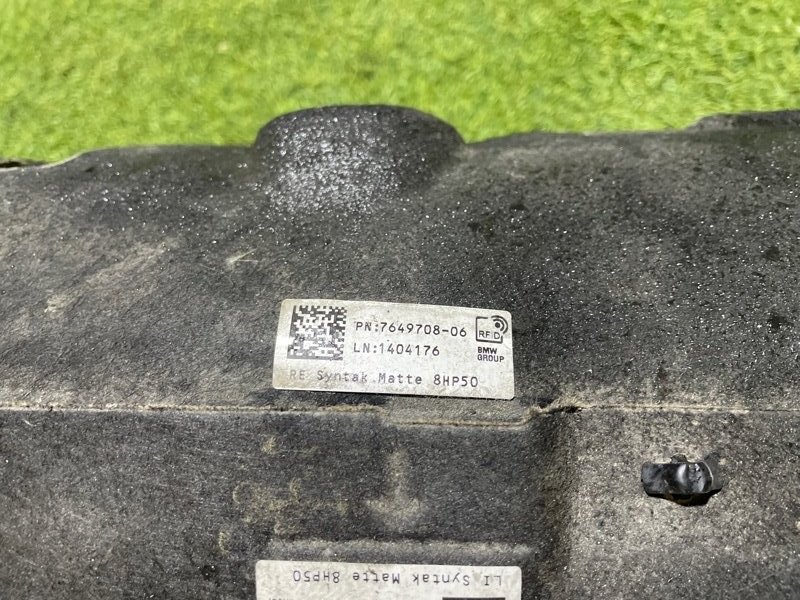 PN:7649708-06
RFID
LN:1404176
BMW
GROUP
RE Syntak Matte 8HP50
LI Syntak Matte 8HP50